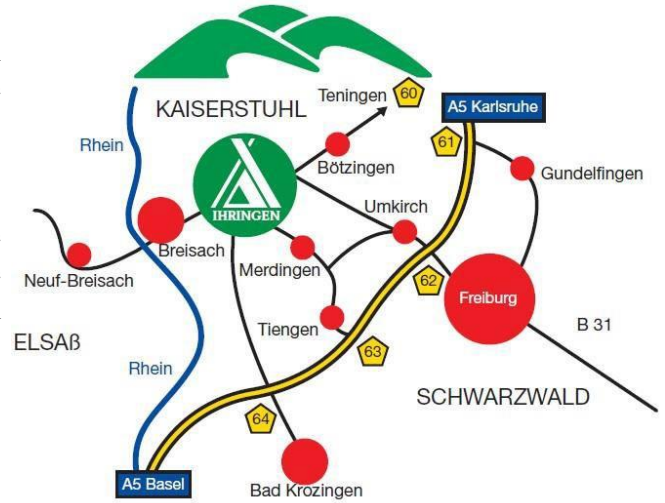 Teningen
60
A5 Karlsruhe
KAISERSTUHL
61
Rhein
Bötzingen
Gundelfingen
IHRINGEN
Umkirch
Breisach
Merdingen
Neuf-Breisach
62
Freiburg
Tiengen
B 31
ELSAß
63
Rhein
SCHWARZWALD
64
A5 Basel
Bad Krozingen